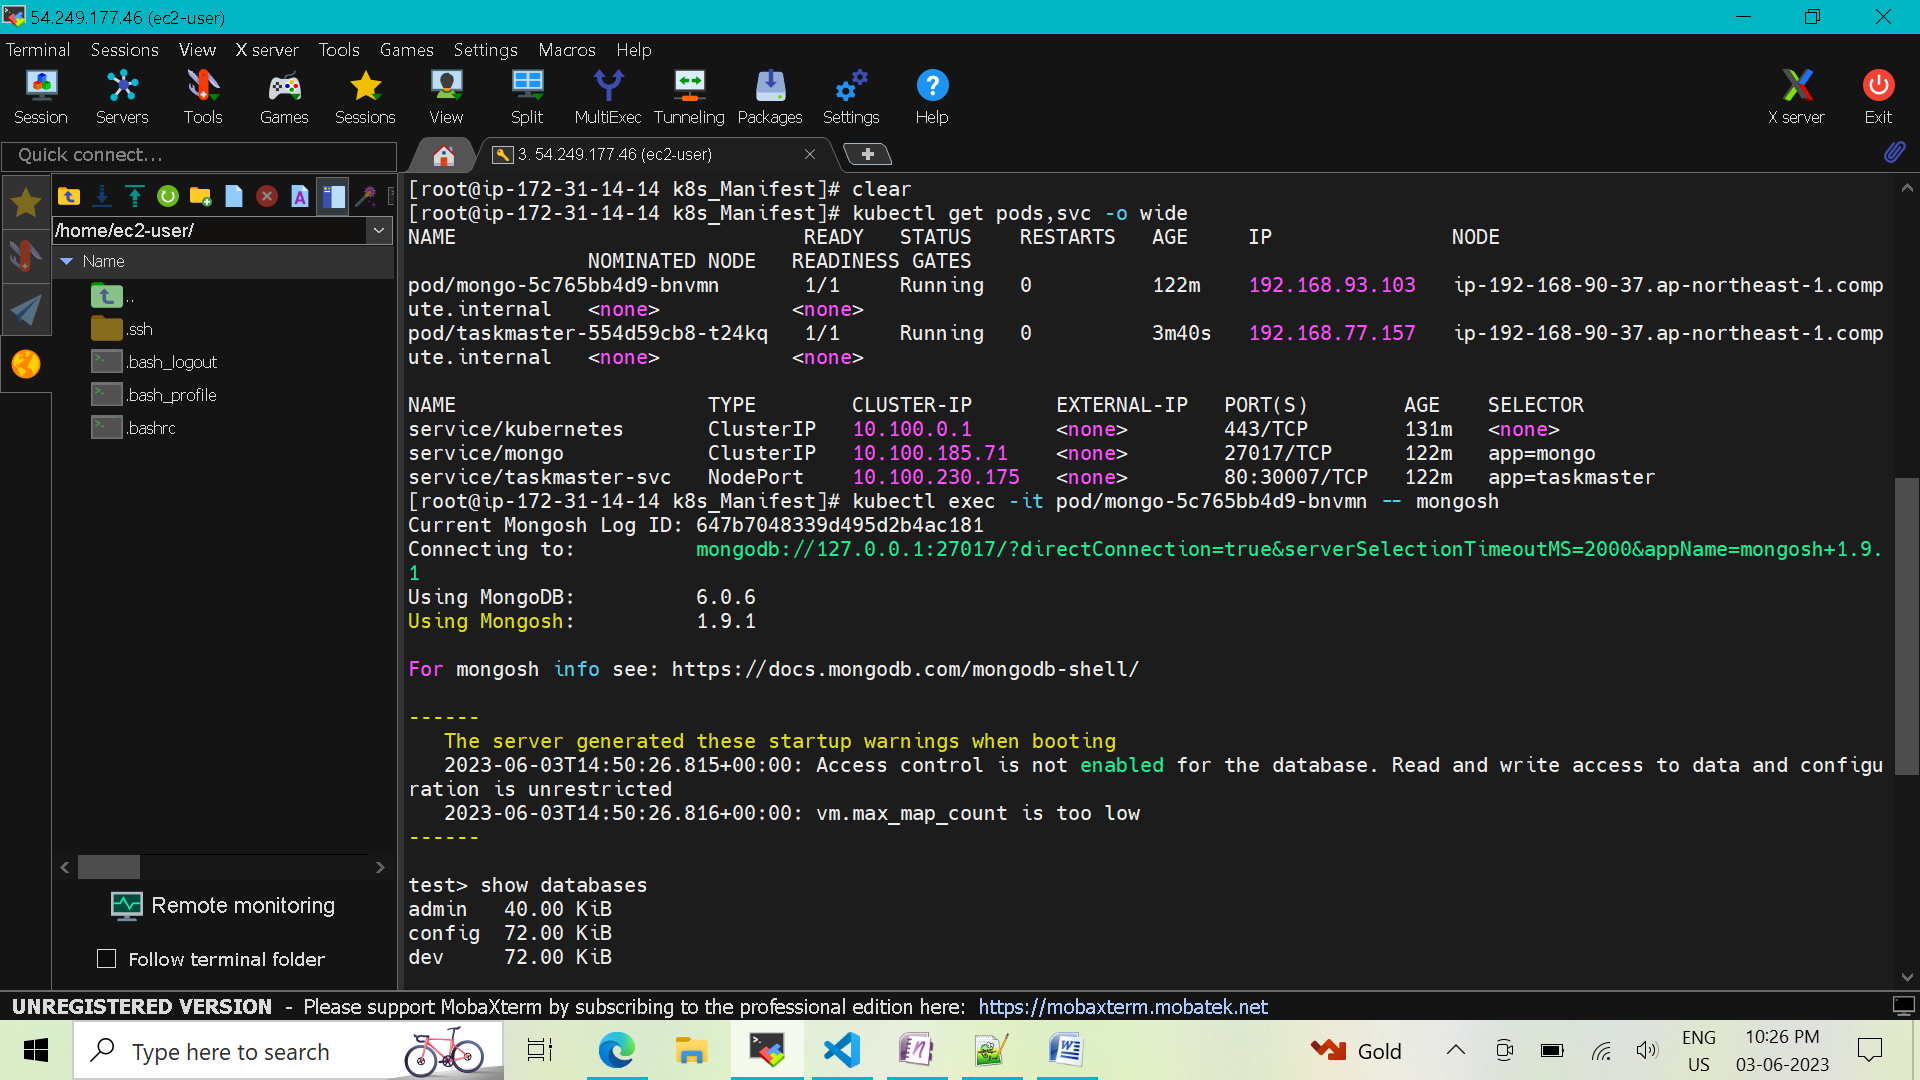 54.249.177.46 (ec2-user)
Terminal Sessions View X server Tools Games Settings Macros Help
Session Servers Tools Games Sessions View Split MultiExec Tunneling Packages Settings Help X server Exit
Quick connect...
3. 54.249.177.46 (ec2-user)
/home/ec2-user/
Name
..
.ssh
.bash_logout
.bash_profile
.bashrc
Remote monitoring
Follow terminal folder
[root@ip-172-31-14-14 k8s_Manifest]# clear
[root@ip-172-31-14-14 k8s_Manifest]# kubectl get pods,svc -o wide
NAME READY STATUS RESTARTS AGE IP NODE
NOMINATED NODE READINESS GATES
pod/mongo-5c765bb4d9-bnvmn 1/1 Running 0 122m 192.168.93.103 ip-192-168-90-37.ap-northeast-1.comp
ute.internal <none> <none>
pod/taskmaster-554d59cb8-t24kq 1/1 Running 0 3m40s 192.168.77.157 ip-192-168-90-37.ap-northeast-1.comp
ute.internal <none> <none>
NAME TYPE CLUSTER-IP EXTERNAL-IP PORT(S) AGE SELECTOR
service/kubernetes ClusterIP 10.100.0.1 <none> 443/TCP 131m <none>
service/mongo ClusterIP 10.100.185.71 <none> 27017/TCP 122m app=mongo
service/taskmaster-svc NodePort 10.100.230.175 <none> 80:30007/TCP 122m app=taskmaster
[root@ip-172-31-14-14 k8s_Manifest]# kubectl exec -it pod/mongo-5c765bb4d9-bnvmn -- mongosh
Current Mongosh Log ID: 647b7048339d495d2b4ac181
Connecting to: mongodb://127.0.0.1:27017/?directConnection=true&serverSelectionTimeoutMS=2000&appName=mongosh+1.9.
1
Using MongoDB: 6.0.6
Using Mongosh: 1.9.1
For mongosh info see: https://docs.mongodb.com/mongodb-shell/
------
The server generated these startup warnings when booting
2023-06-03T14:50:26.815+00:00: Access control is not enabled for the database. Read and write access to data and configu
ration is unrestricted
2023-06-03T14:50:26.816+00:00: vm.max_map_count is too low
------
test> show databases
admin 40.00 KiB
config 72.00 KiB
dev 72.00 KiB
UNREGISTERED VERSION - Please support MobaXterm by subscribing to the professional edition here: https://mobaxterm.mobatek.net
Type here to search
Gold
ENG
US
10:26 PM
03-06-2023